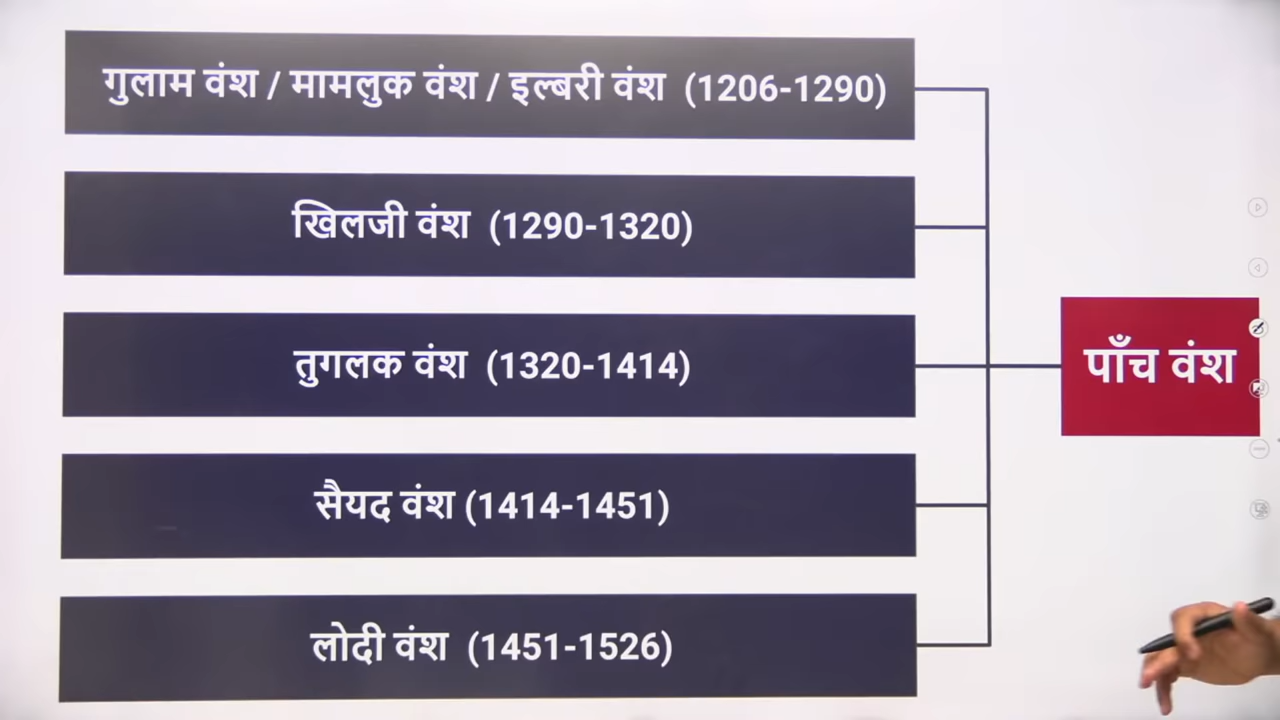 गुलाम वंश / मामलुक वंश / इल्बरी वंश (1206-1290)
खिलजी वंश (1290-1320)
तुगलक वंश (1320-1414)
पाँच वंश
सैयद वंश (1414-1451)
लोदी वंश (1451-1526)